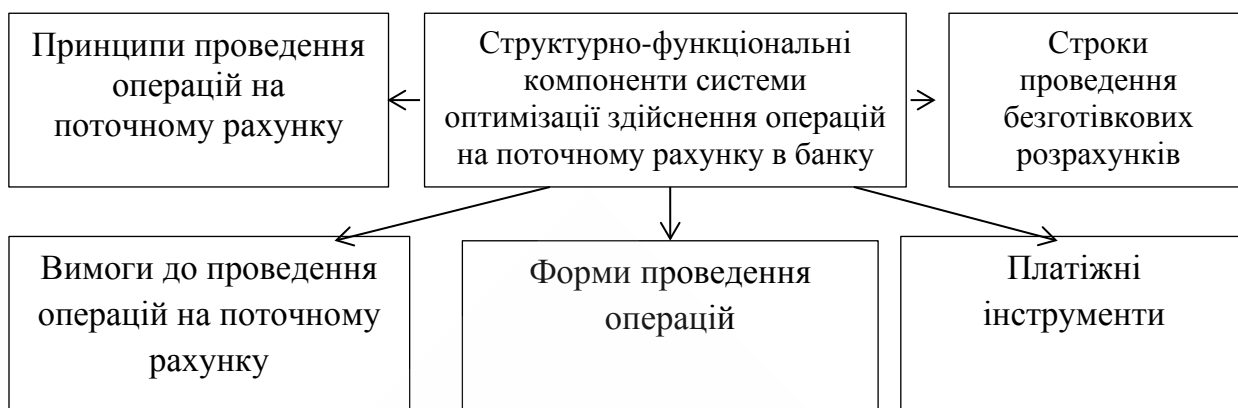 Принципи проведення
операцій на
поточному рахунку
Структурно-функціональні
компоненти системи
оптимізації здійснення операцій
на поточному рахунку в банку
Строки
проведення
безготівкових
розрахунків
Вимоги до проведення
операцій на поточному
рахунку
Форми проведення
операцій
Платіжні
інструменти